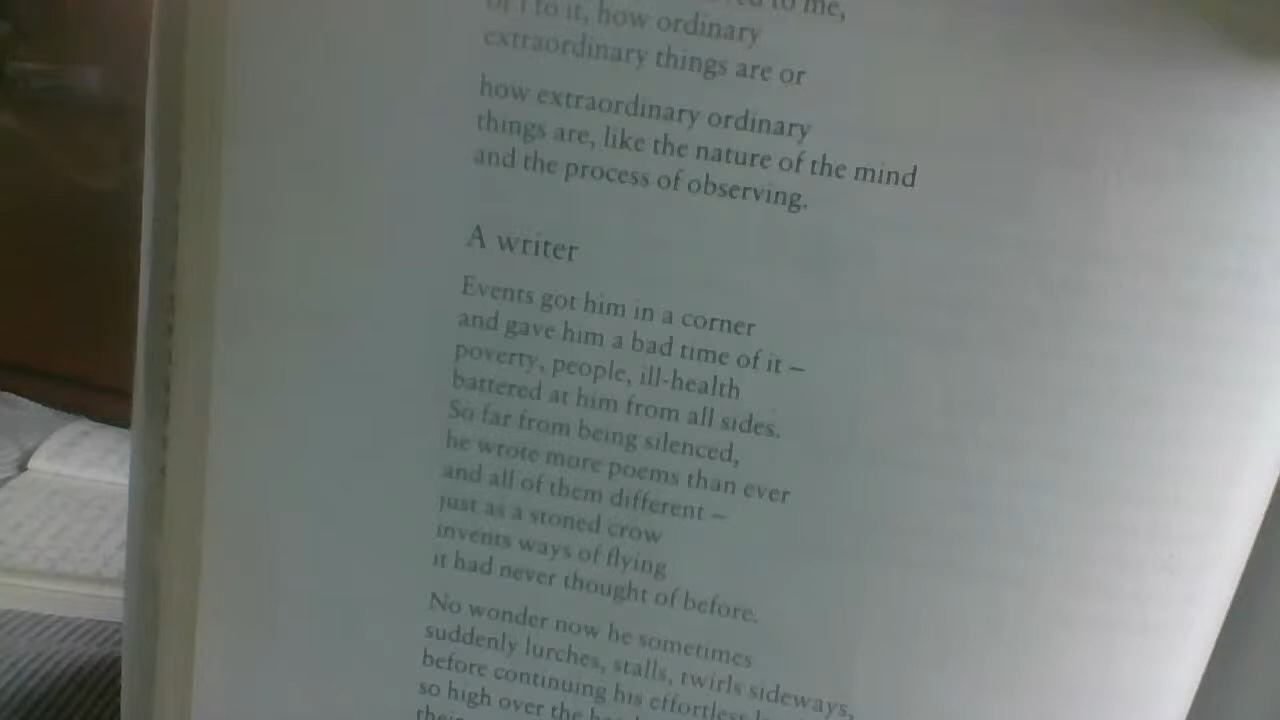 to me,
to it, how ordinary
extraordinary things are or
how extraordinary ordinary
things are, like the nature of the mind
and the process of observing.
A writer
Events got him in a corner
and gave him a bad time of it –
poverty, people, ill-health
battered at him from all sides.
So far from being silenced,
he wrote more poems than ever
and all of them different –
just as a stoned crow
invents ways of flying
it had never thought of before.
No wonder now he sometimes
suddenly lurches, stalls, twirls sideways,
before continuing his effortless
so high over the